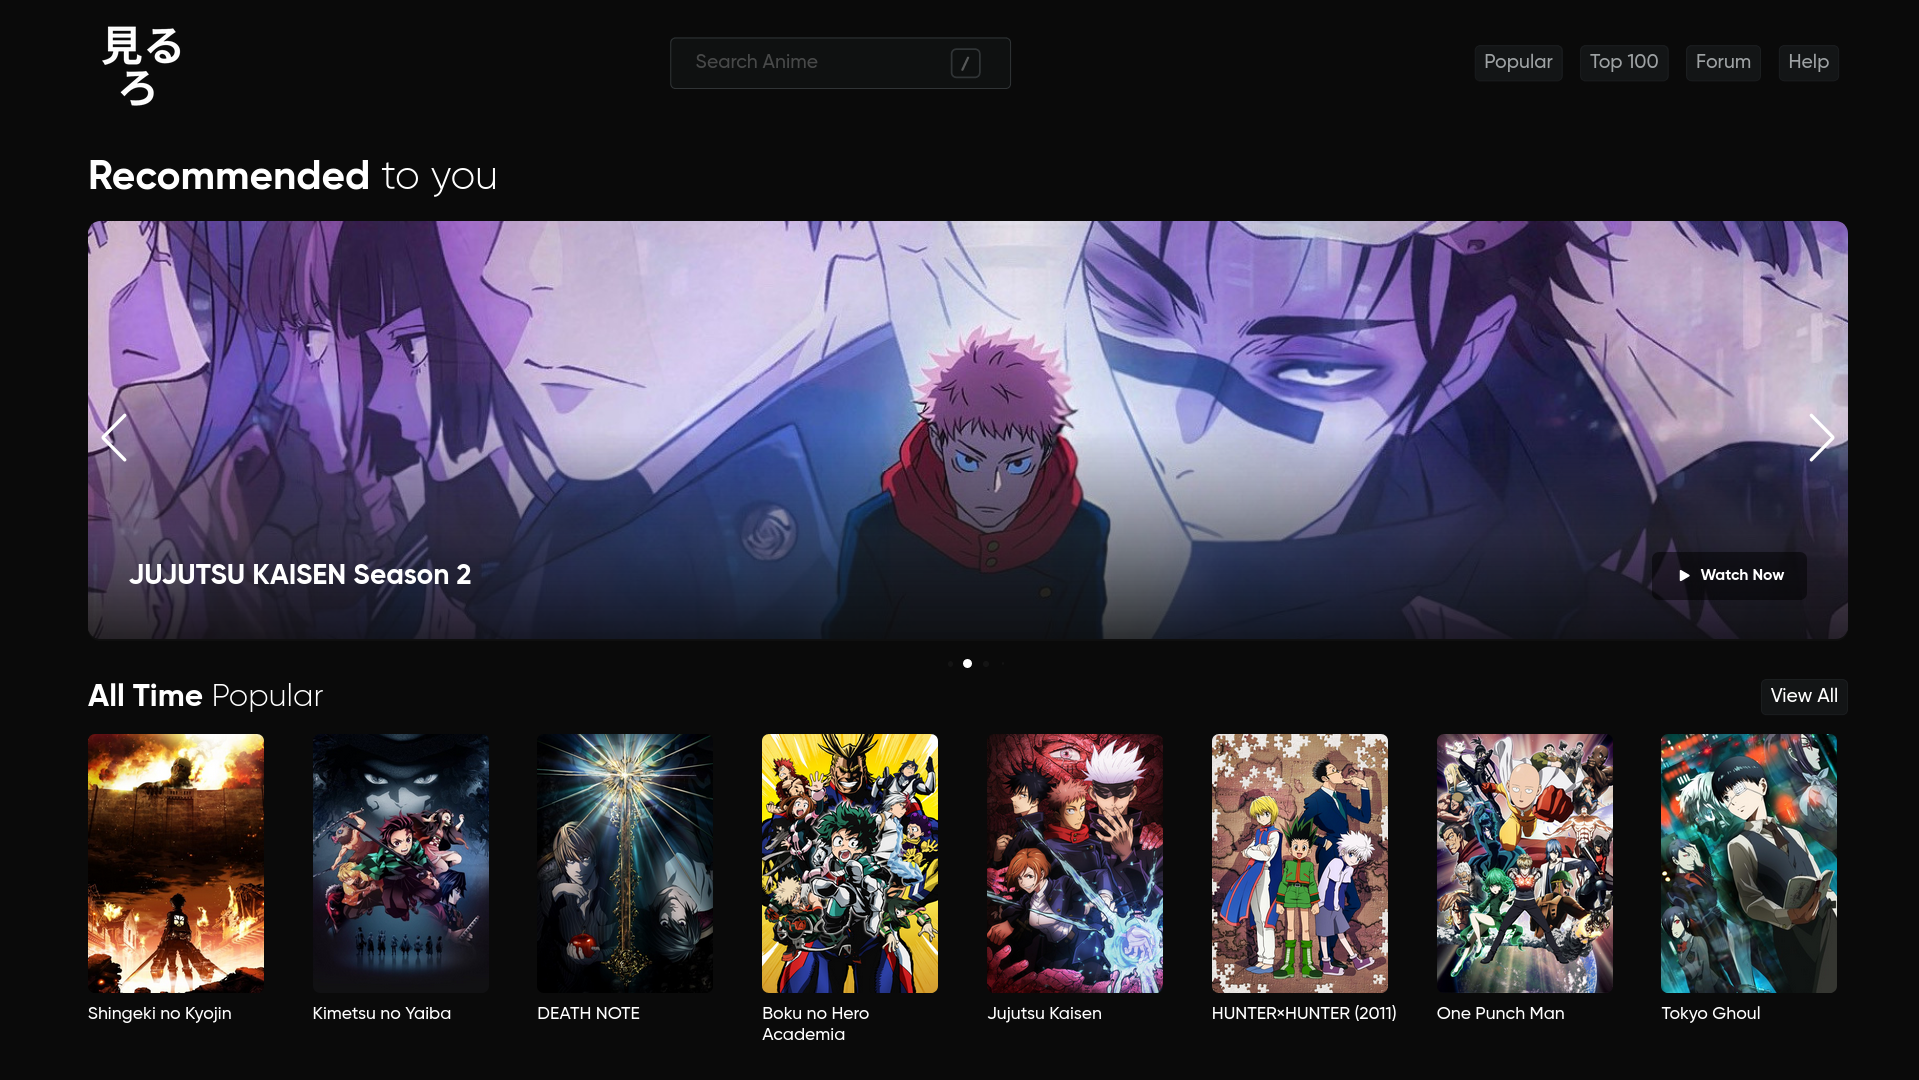 見る
ろ
Search Anime /
Popular Top 100 Forum Help
Recommended to you
JUJUTSU KAISEN Season 2
Watch Now
All Time Popular
View All
Shingeki no Kyojin
Kimetsu no Yaiba
DEATH NOTE
Boku no Hero
Academia
Jujutsu Kaisen
HUNTER×HUNTER (2011)
One Punch Man
Tokyo Ghoul